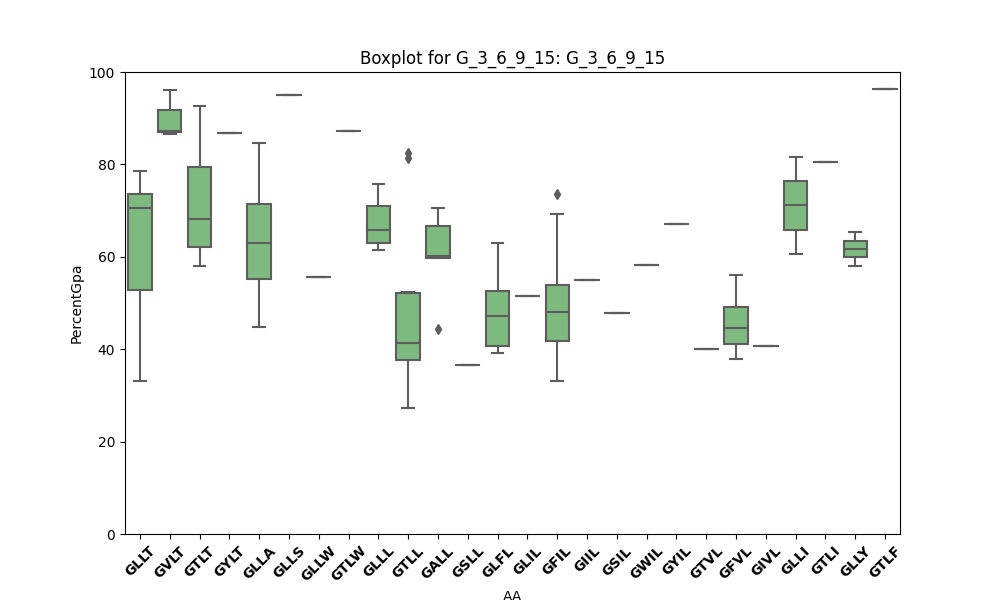 Boxplot for G_3_6_9_15: G_3_6_9_15
100
80
60
40
20
0
PercentGpa
GLLT GVLT GTLT GYLT GLLA GLLS GLLW GTLW GLLL GTLL GALL GSLL GLFL GLIL GFIL GIIL GSIL GWIL GYIL GTVL GFVL GIVL GLLI GTLI GLLY GTLF
AA